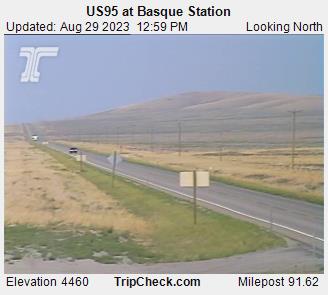 US95 at Basque Station
Updated: Aug 29 2023 12:59 PM Looking North
Elevation 4460 TripCheck.com Milepost 91.62